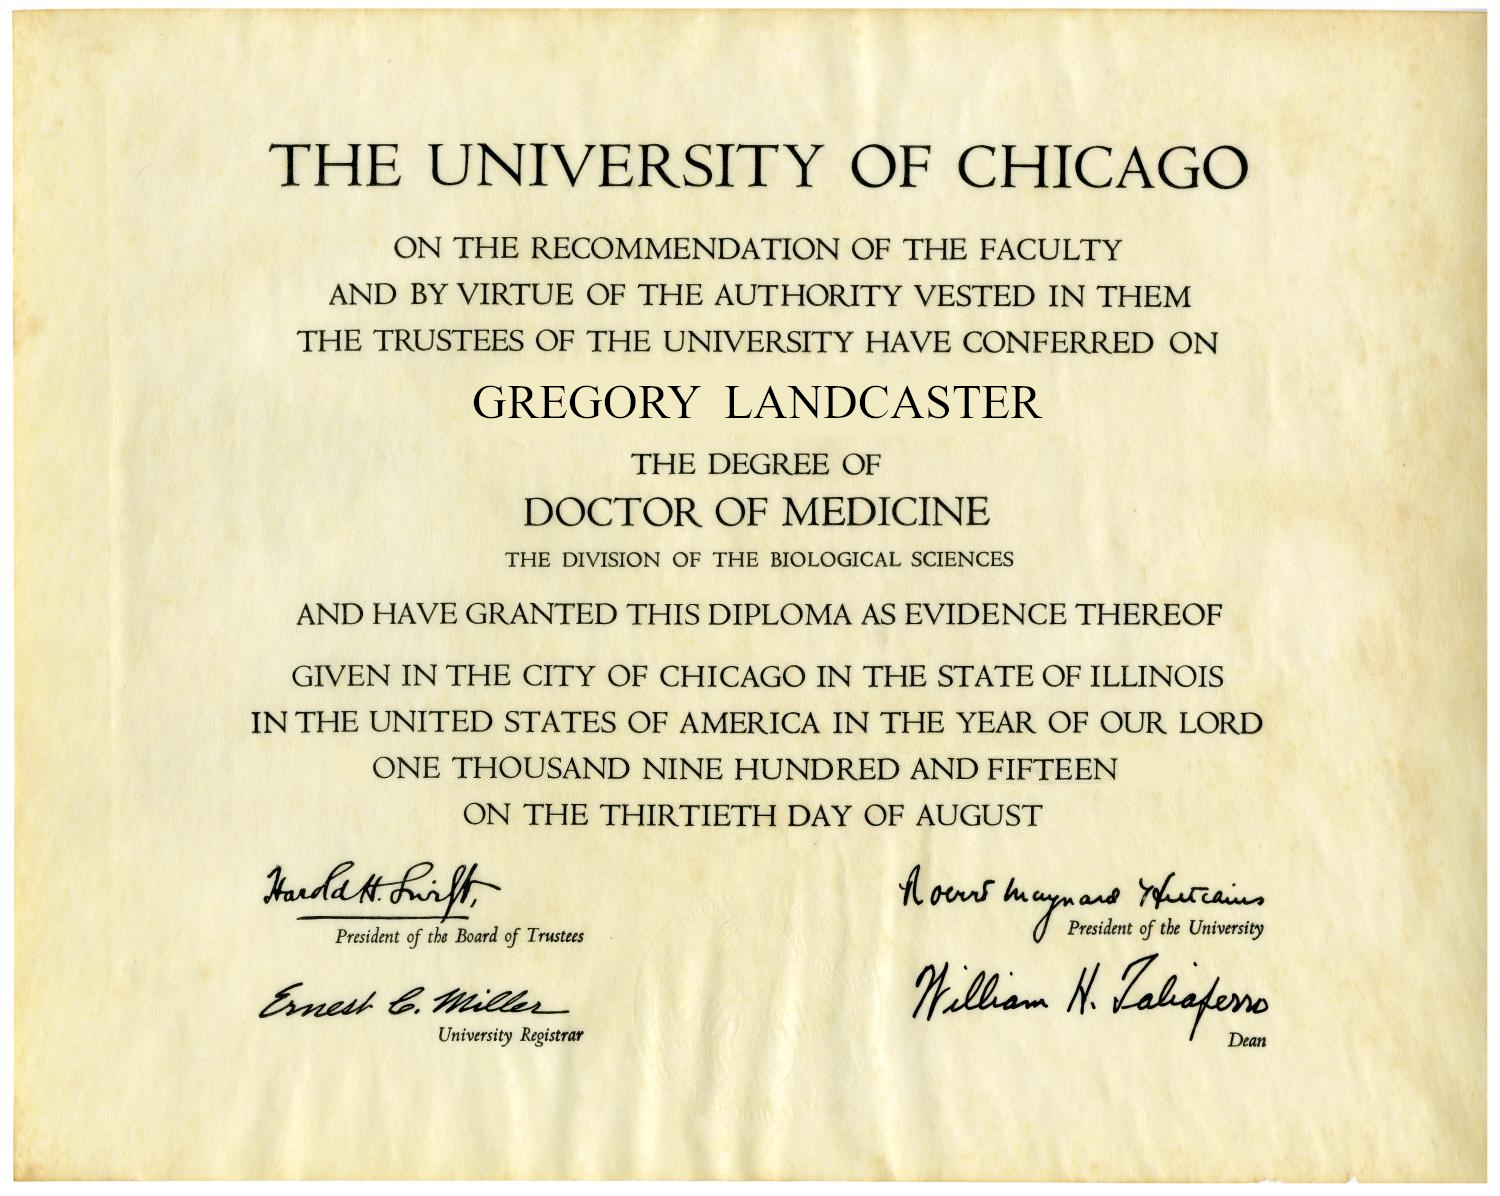 THE UNIVERSITY OF CHICAGO
ON THE RECOMMENDATION OF THE FACULTY
AND BY VIRTUE OF THE AUTHORITY VESTED IN THEM
THE TRUSTEES OF THE UNIVERSITY HAVE CONFERRED ON
GREGORY LANDCASTER
THE DEGREE OF
DOCTOR OF MEDICINE
THE DIVISION OF THE BIOLOGICAL SCIENCES
AND HAVE GRANTED THIS DIPLOMA AS EVIDENCE THEREOF
GIVEN IN THE CITY OF CHICAGO IN THE STATE OF ILLINOIS
IN THE UNITED STATES OF AMERICA IN THE YEAR OF OUR LORD
ONE THOUSAND NINE HUNDRED AND FIFTEEN
ON THE THIRTIETH DAY OF AUGUST
Harold H. Swift,
President of the Board of Trustees
Robert Maynard Hutchins
President of the University
Ernest C. Miller
University Registrar
William H. Taliaferro
Dean